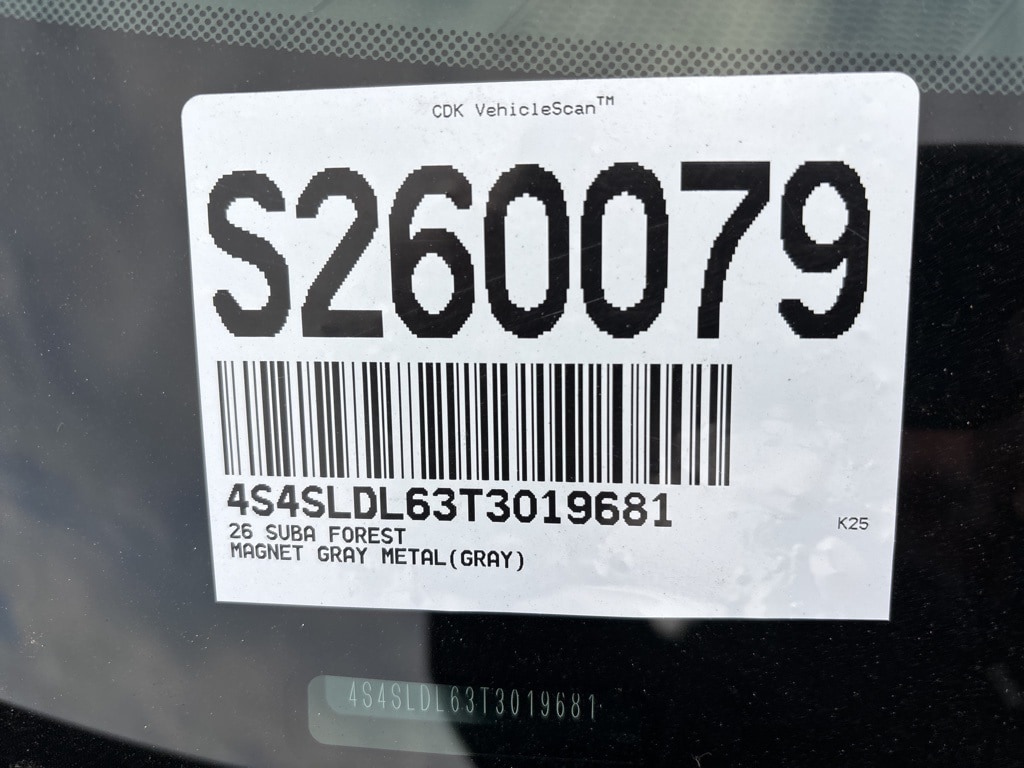 CDK VehicleScan™
S260079
4S4SLDL63T3019681
26 SUBA FOREST
K25
MAGNET GRAY METAL(GRAY)
4S4SLDL63T3019681